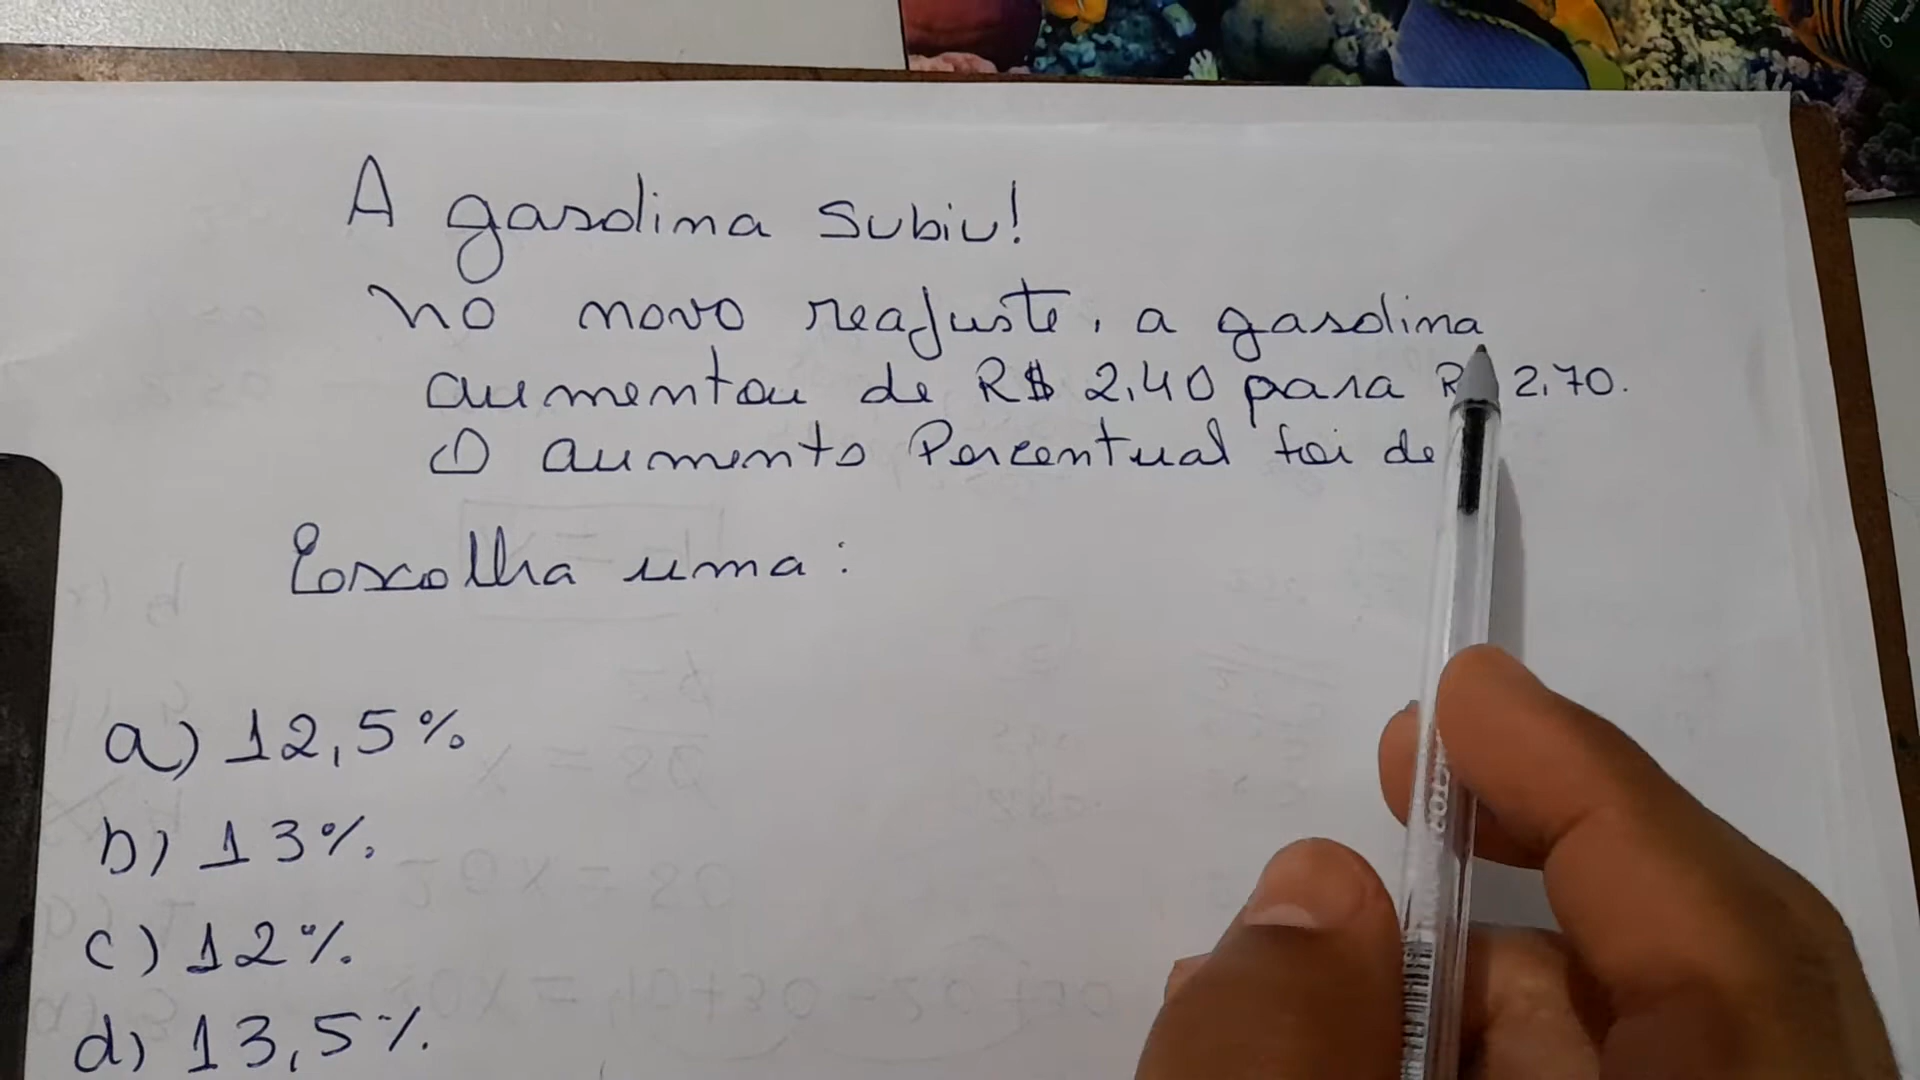 A gasolina subiu!
no novo reajuste, a gasolina
aumentou de R$ 2,40 para R 2,70.
O aumento Percentual foi de
Escolha uma:
a) 12,5%
b) 13%
c) 12%
d) 13,5%